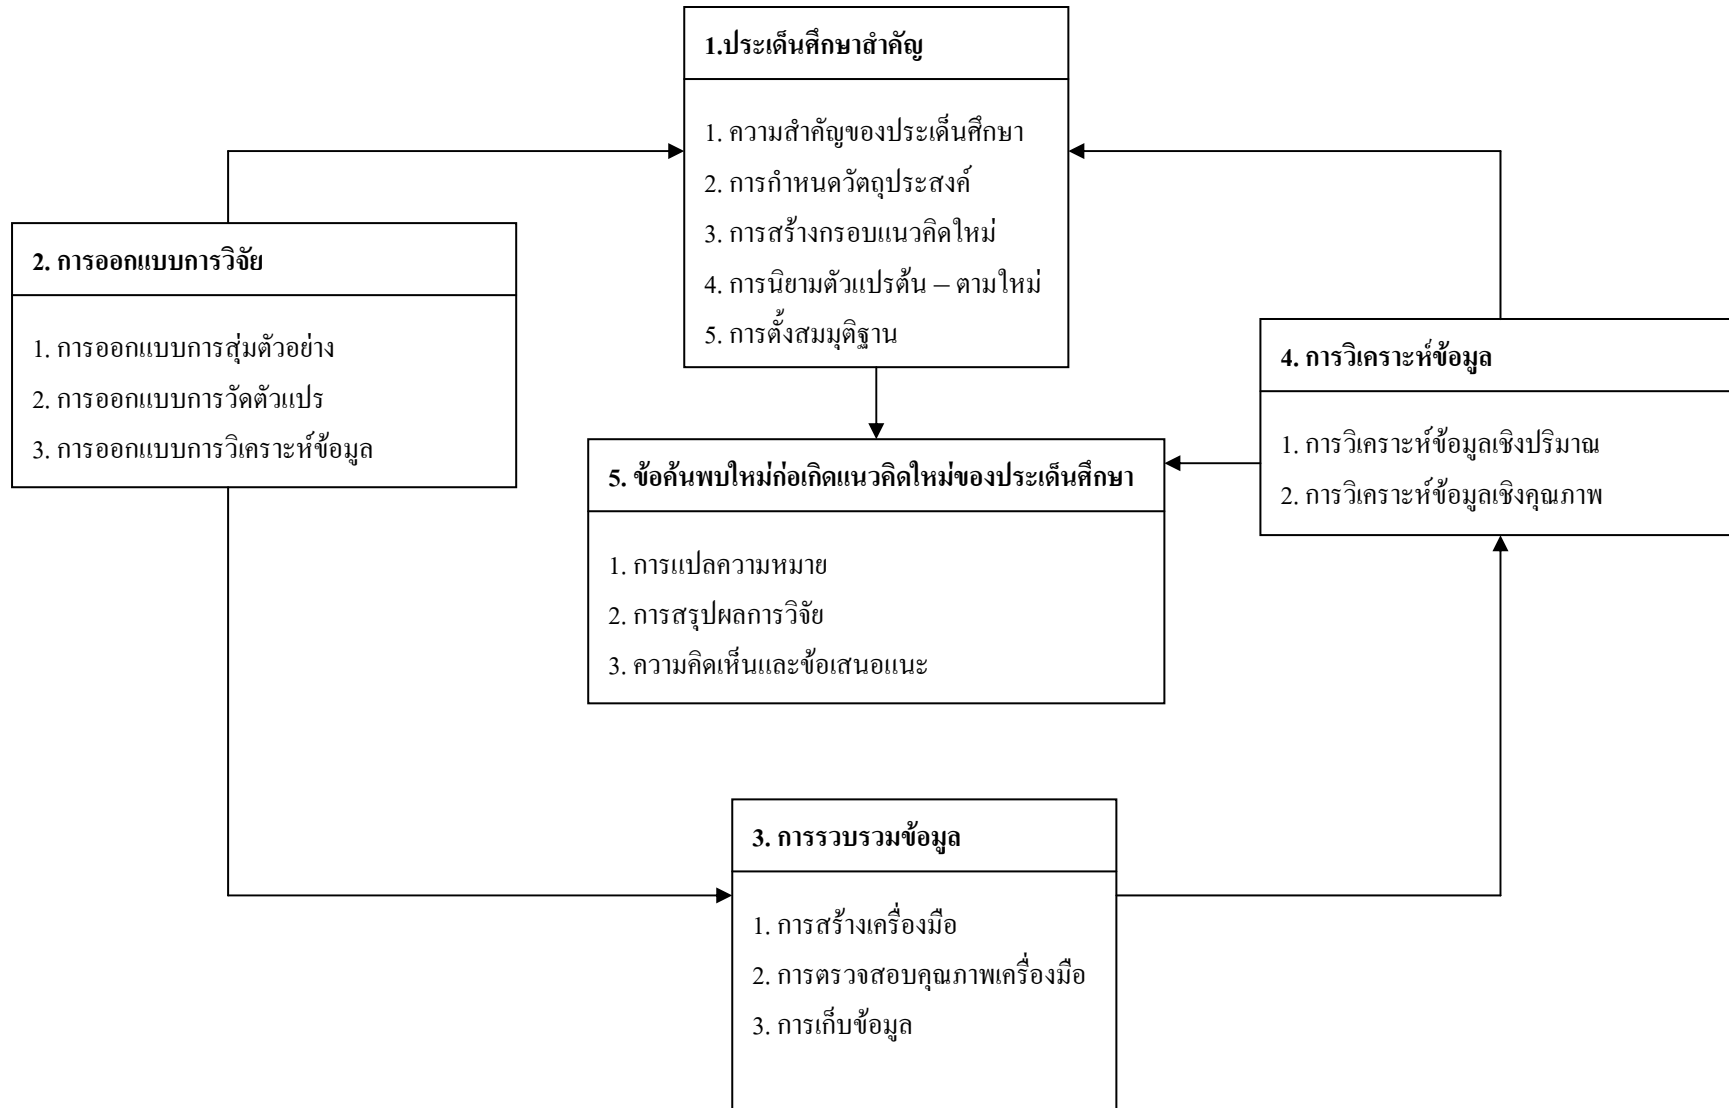 1.ประเด็นศึกษาสำคัญ
1. ความสำคัญของประเด็นศึกษา
2. การกำหนดวัตถุประสงค์
3. การสร้างกรอบแนวคิดใหม่
4. การนิยามตัวแปรต้น – ตามใหม่
5. การตั้งสมมุติฐาน
2. การออกแบบการวิจัย
1. การออกแบบการสุ่มตัวอย่าง
2. การออกแบบการวัดตัวแปร
3. การออกแบบการวิเคราะห์ข้อมูล
4. การวิเคราะห์ข้อมูล
1. การวิเคราะห์ข้อมูลเชิงปริมาณ
2. การวิเคราะห์ข้อมูลเชิงคุณภาพ
5. ข้อค้นพบใหม่ก่อเกิดแนวคิดใหม่ของประเด็นศึกษา
1. การแปลความหมาย
2. การสรุปผลการวิจัย
3. ความคิดเห็นและข้อเสนอแนะ
3. การรวบรวมข้อมูล
1. การสร้างเครื่องมือ
2. การตรวจสอบคุณภาพเครื่องมือ
3. การเก็บข้อมูล